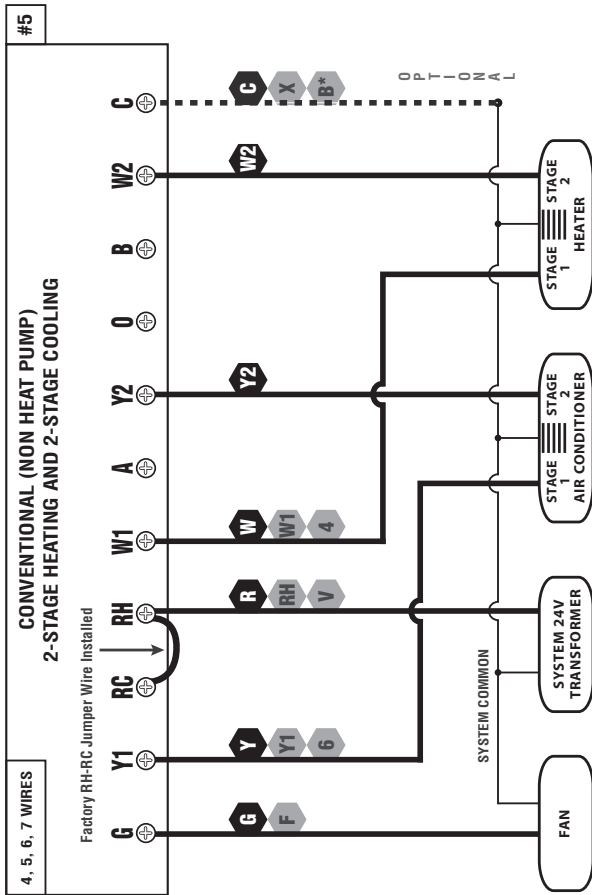 #5
4, 5, 6, 7 WIRES
CONVENTIONAL (NON HEAT PUMP)
2-STAGE HEATING AND 2-STAGE COOLING
Factory RH-RC Jumper Wire Installed
G Y1 RC RH W1 A Y2 O B W2 C
G Y R W Y2 W2 C
F Y1 RH W1 X
6 V 4 B*
OPTIONAL
SYSTEM COMMON
FAN
SYSTEM 24V
TRANSFORMER
STAGE 1 STAGE 2
AIR CONDITIONER
STAGE 1 STAGE 2
HEATER